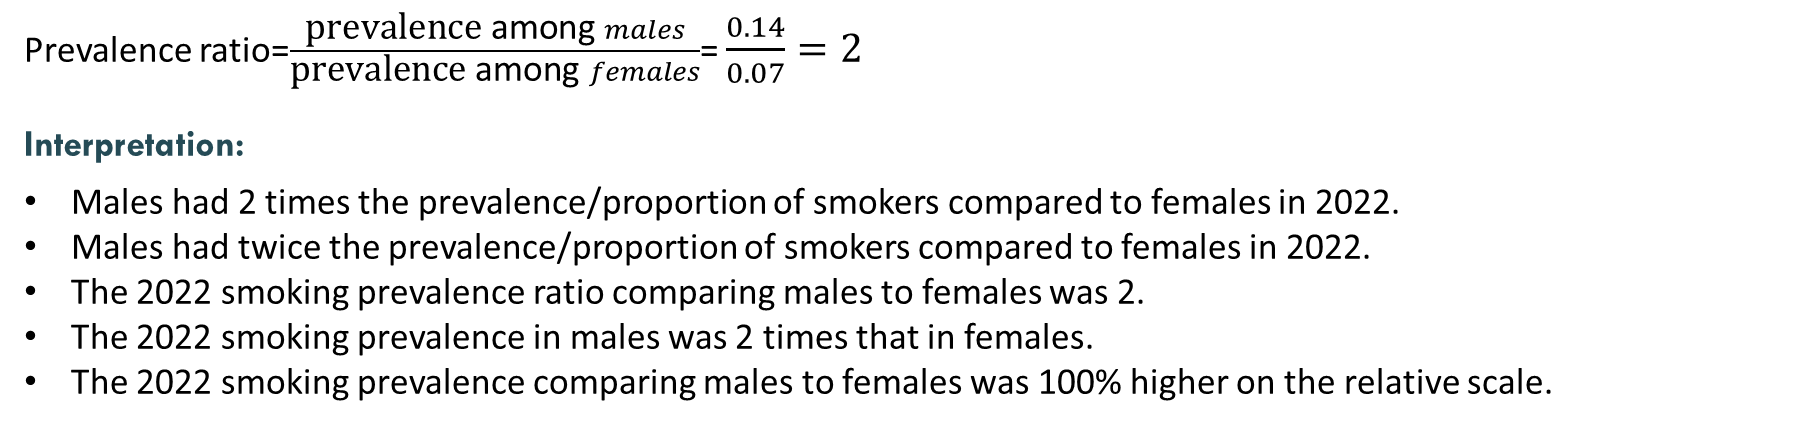 Prevalence ratio=prevalence among males/prevalence among females=0.14/0.07 = 2
Interpretation:
• Males had 2 times the prevalence/proportion of smokers compared to females in 2022.
• Males had twice the prevalence/proportion of smokers compared to females in 2022.
• The 2022 smoking prevalence ratio comparing males to females was 2.
• The 2022 smoking prevalence in males was 2 times that in females.
• The 2022 smoking prevalence comparing males to females was 100% higher on the relative scale.